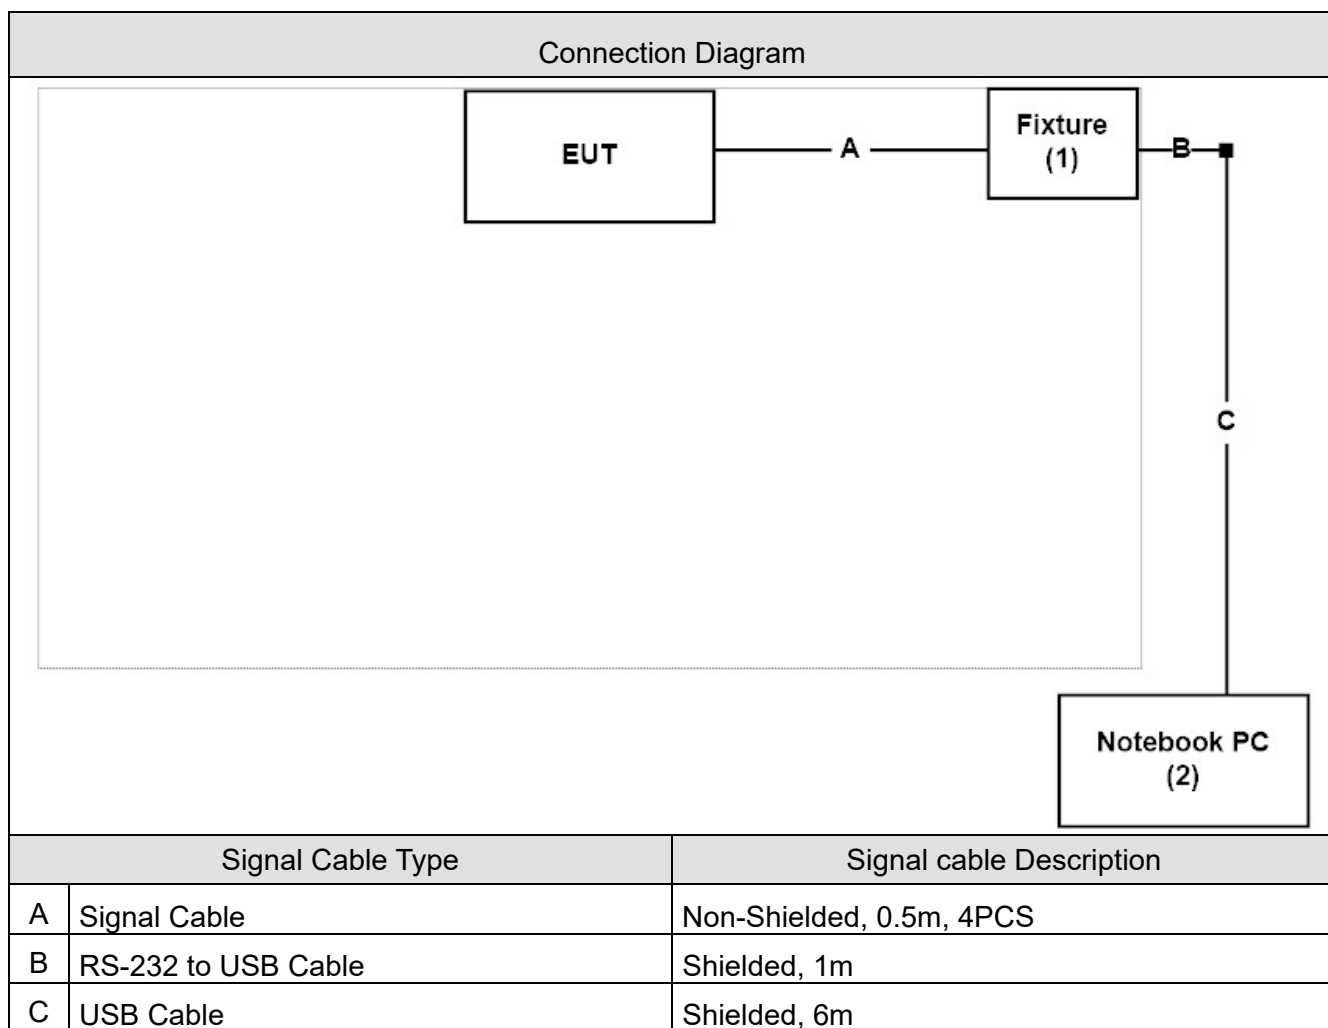 Connection Diagram
EUT
A
Fixture
(1)
B
C
Notebook PC
(2)
Signal Cable Type Signal cable Description
A Signal Cable Non-Shielded, 0.5m, 4PCS
B RS-232 to USB Cable Shielded, 1m
C USB Cable Shielded, 6m